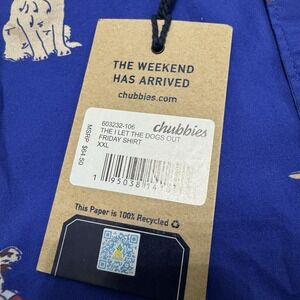 THE WEEKEND
HAS ARRIVED
chubbies.com
603232-106
chubbies
THE I LET THE DOGS OUT
FRIDAY SHIRT
XXL
MSRP $64.50
This Paper is 100% Recycled